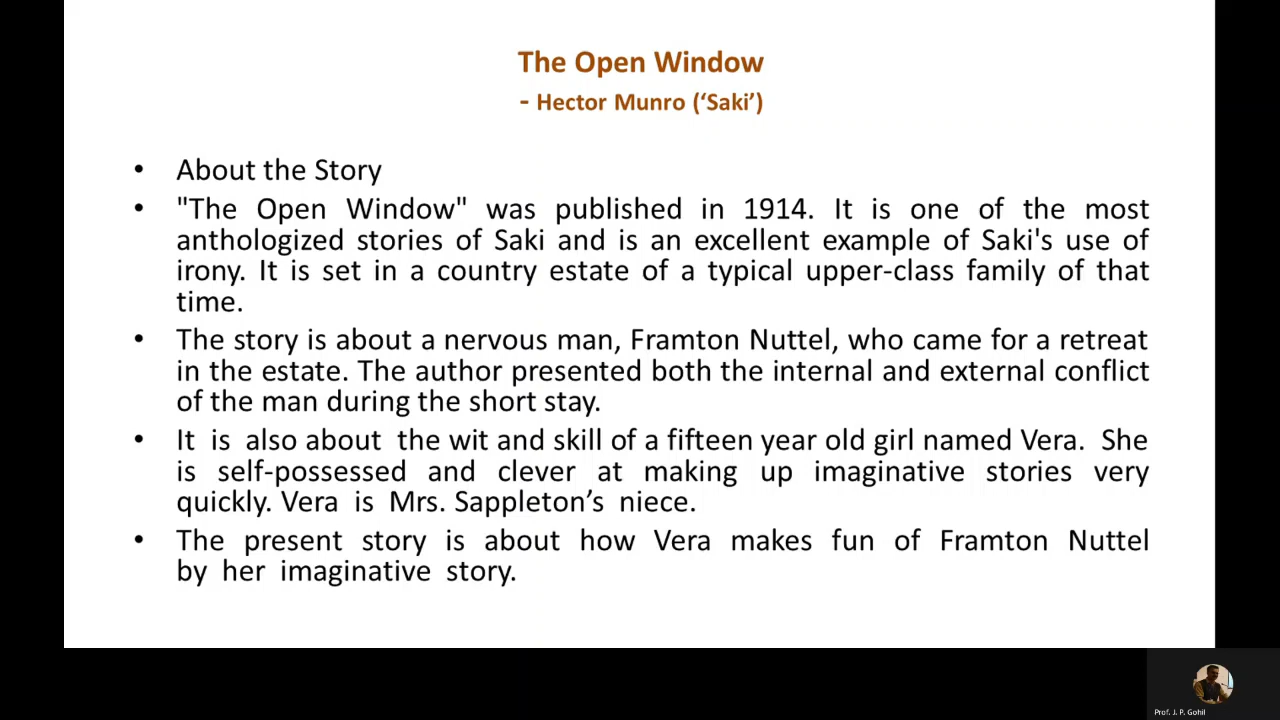 The Open Window
- Hector Munro (‘Saki’)
• About the Story
• "The Open Window" was published in 1914. It is one of the most
anthologized stories of Saki and is an excellent example of Saki's use of
irony. It is set in a country estate of a typical upper-class family of that
time.
• The story is about a nervous man, Framton Nuttel, who came for a retreat
in the estate. The author presented both the internal and external conflict
of the man during the short stay.
• It is also about the wit and skill of a fifteen year old girl named Vera. She
is self-possessed and clever at making up imaginative stories very
quickly. Vera is Mrs. Sappleton’s niece.
• The present story is about how Vera makes fun of Framton Nuttel
by her imaginative story.
Prof. J. P. Gohil